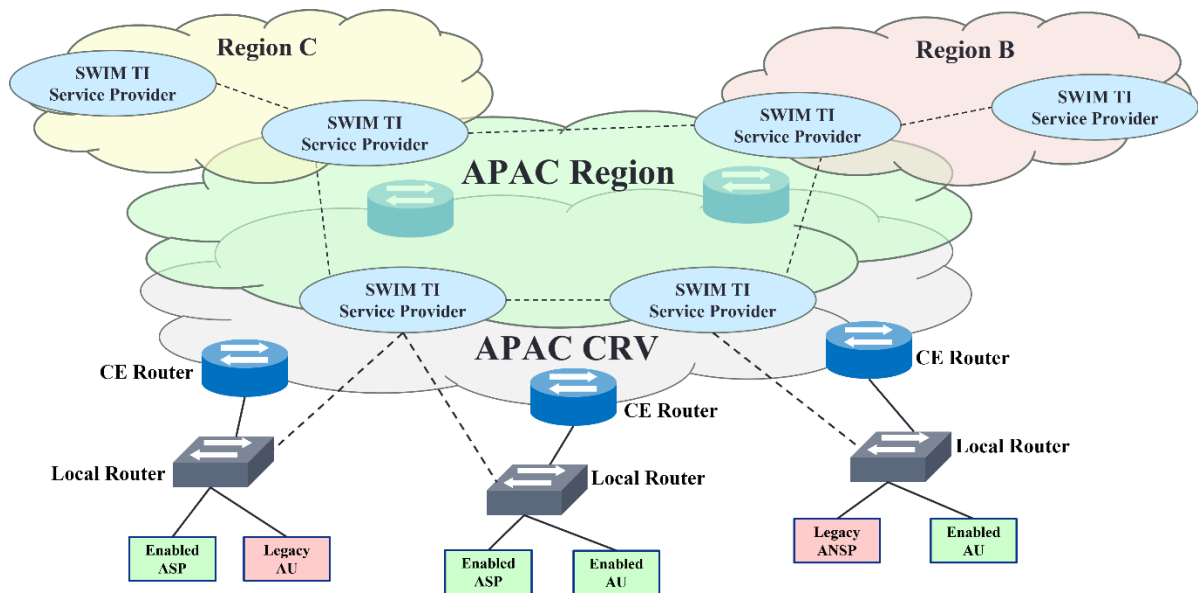 Region C
Region B
SWIM TI
Service Provider
SWIM TI
Service Provider
SWIM TI
Service Provider
SWIM TI
Service Provider
APAC Region
SWIM TI
Service Provider
SWIM TI
Service Provider
APAC CRV
CE Router
CE Router
CE Router
Local Router
Local Router
Local Router
Enabled
ASP
Legacy
AU
Enabled
ASP
Enabled
AU
Legacy
ANSP
Enabled
AU